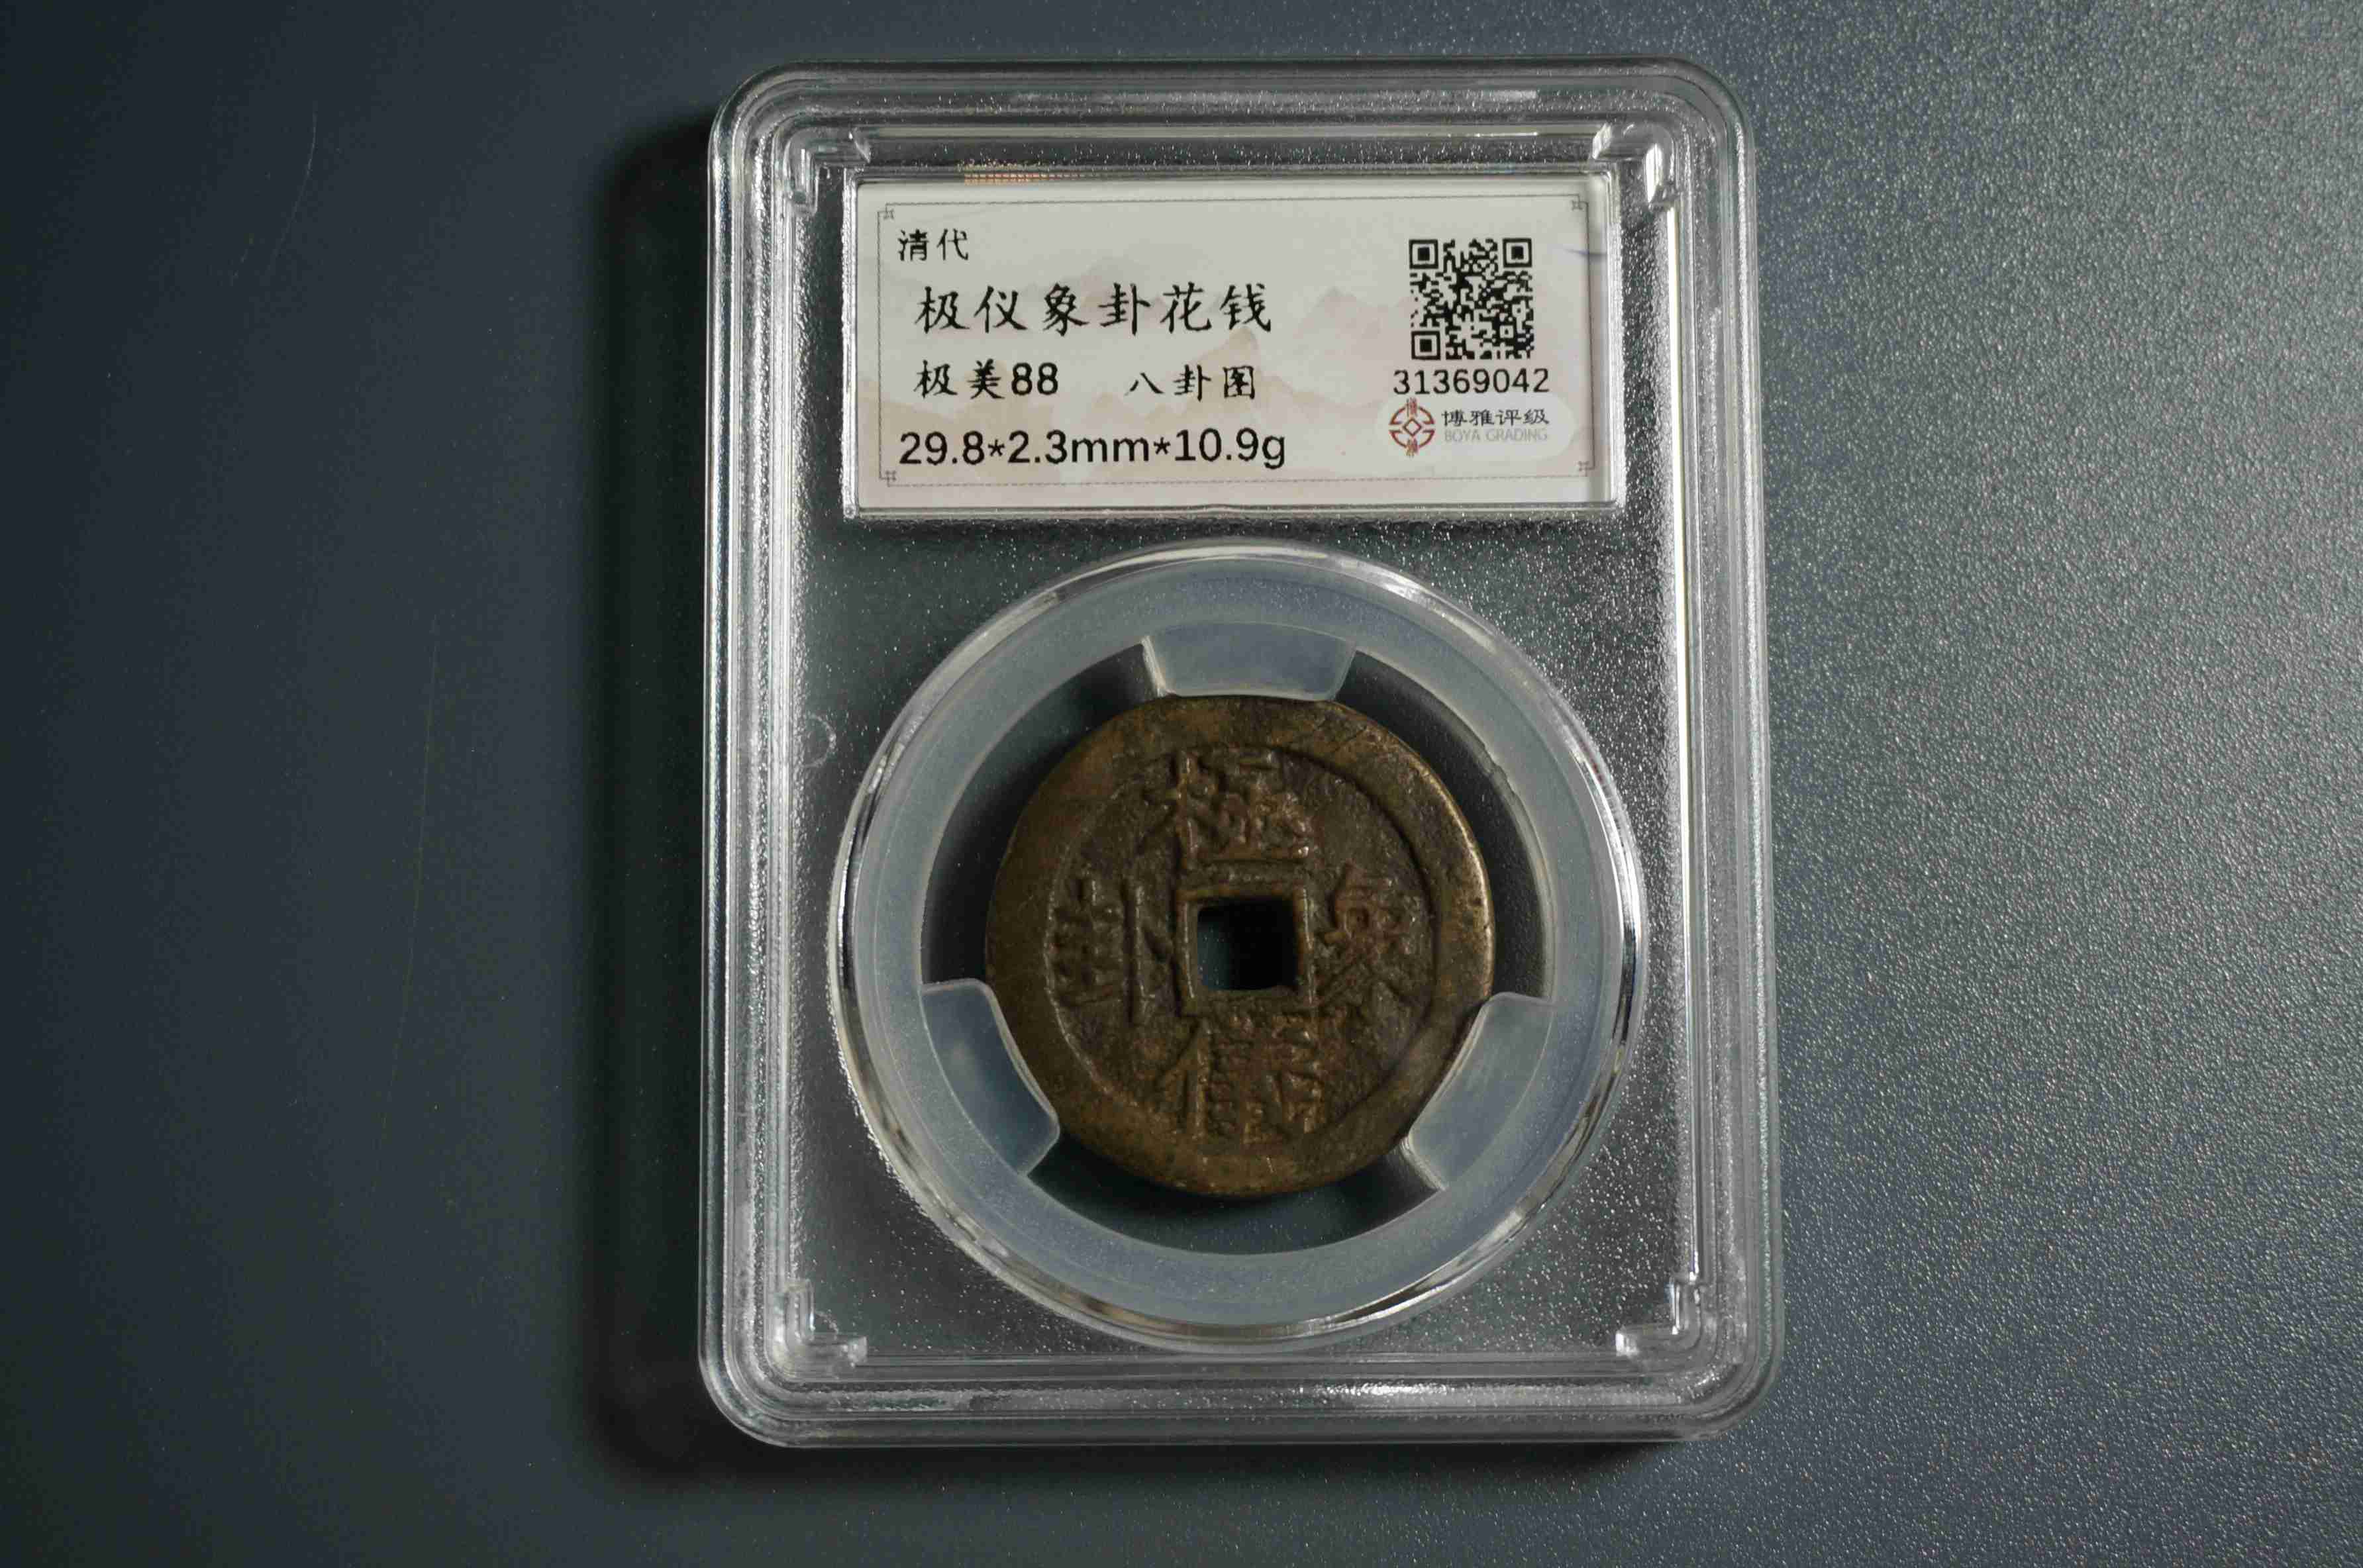 清代
极仪象卦花钱
极美88 八卦图
29.8*2.3mm*10.9g
31369042
博雅评级
BOYA GRADING
極
象
卦
儀